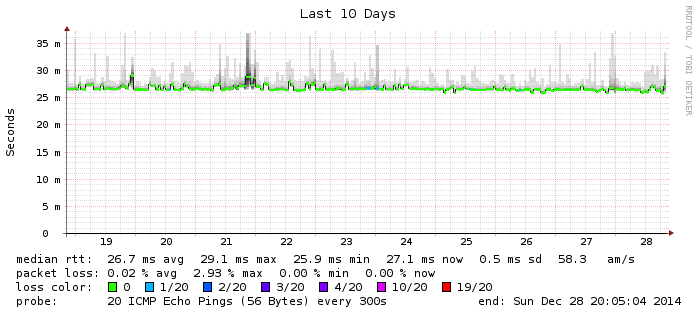 Last 10 Days
RRDTOOL / TOBI OETIKER
Seconds
35 m
30 m
25 m
20 m
15 m
10 m
5 m
0
19 20 21 22 23 24 25 26 27 28
median rtt: 26.7 ms avg 29.1 ms max 25.9 ms min 27.1 ms now 0.5 ms sd 58.3 am/s
packet loss: 0.02 % avg 2.93 % max 0.00 % min 0.00 % now
loss color: 0 1/20 2/20 3/20 4/20 10/20 19/20
probe: 20 ICMP Echo Pings (56 Bytes) every 300s end: Sun Dec 28 20:05:04 2014